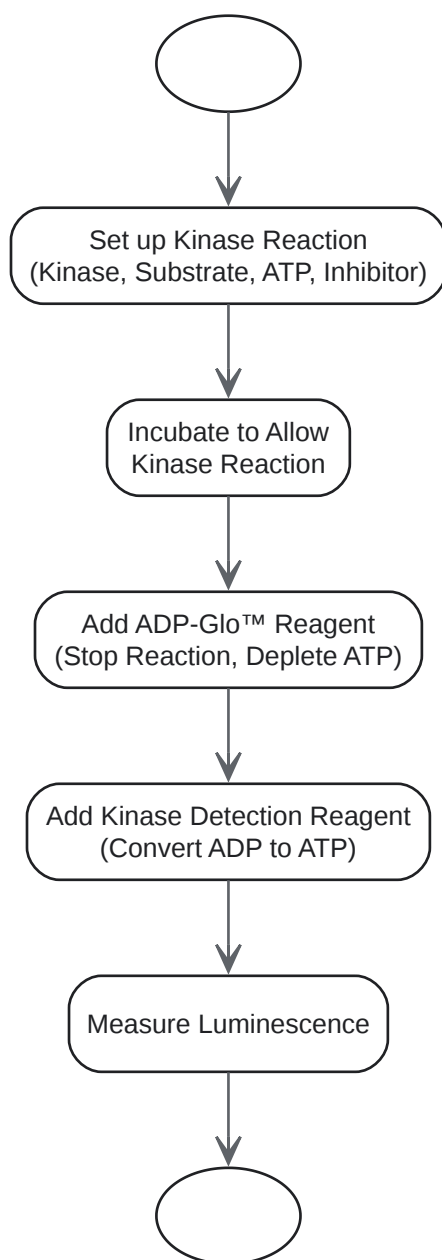 Set up Kinase Reaction
(Kinase, Substrate, ATP, Inhibitor)
Incubate to Allow
Kinase Reaction
Add ADP-Glo™ Reagent
(Stop Reaction, Deplete ATP)
Add Kinase Detection Reagent
(Convert ADP to ATP)
Measure Luminescence